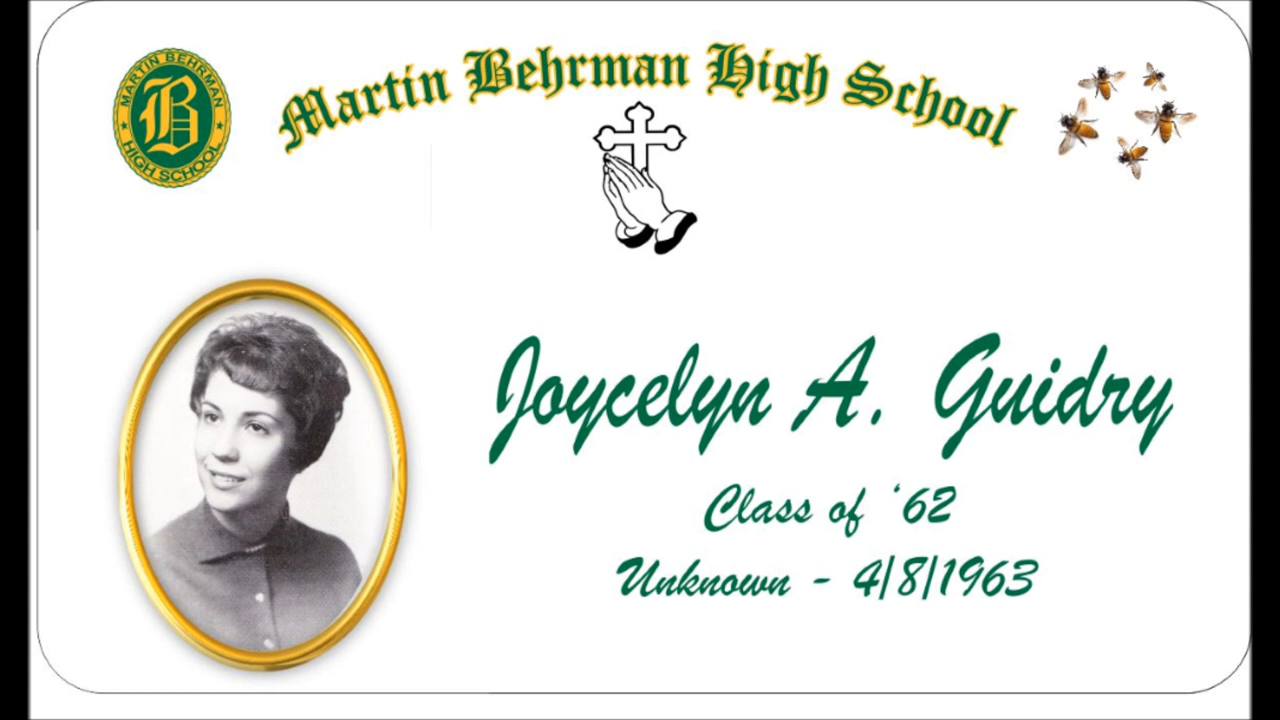 Martin Behrman High School
MARTIN BEHRMAN
B
HIGH SCHOOL
Joycelyn A. Guidry
Class of ‘62
Unknown - 4/8/1963